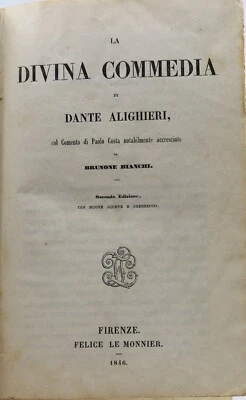 LA
DIVINA COMMEDIA
DI
DANTE ALIGHIERI,
col Comento di Paolo Costa notabilmente accresciuto
DA
BRUNONE BIANCHI.
Seconda Edizione,
CON NUOVE GIUNTE E CORREZIONI.
FIRENZE.
FELICE LE MONNIER.
1846.